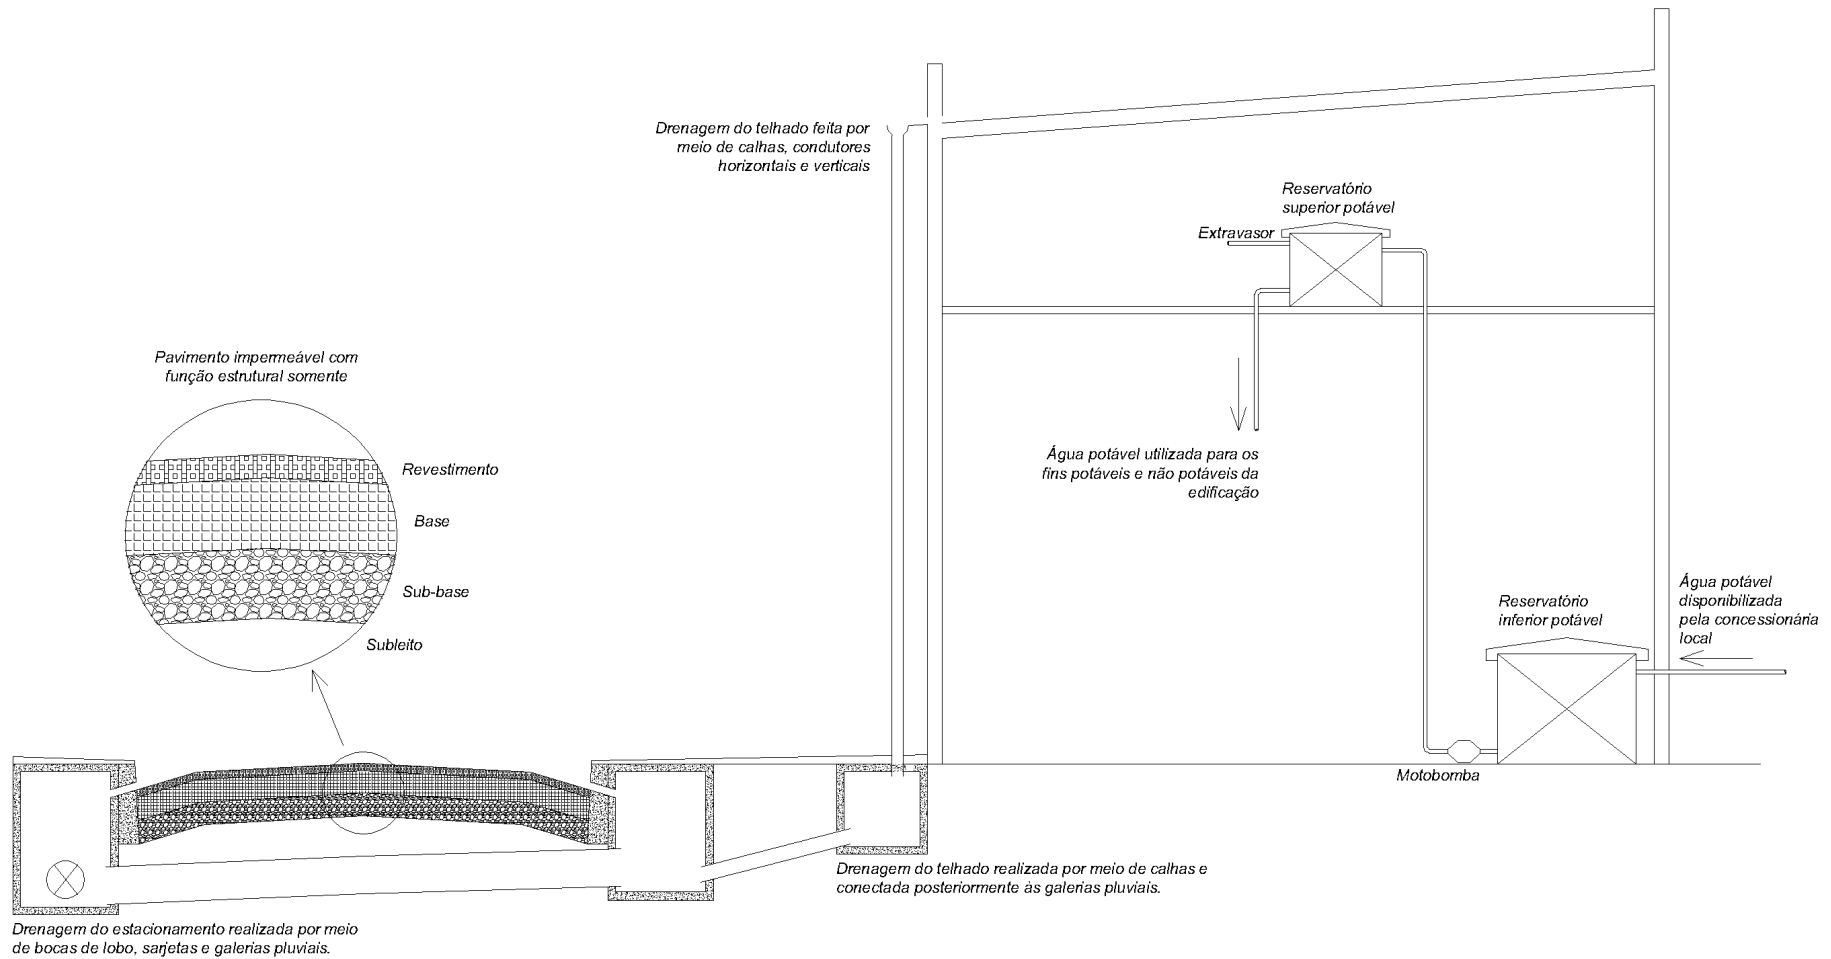 Drenagem do telhado feita por
meio de calhas, condutores
horizontais e verticais
Reservatório
superior potável
Extravasor
Pavimento impermeável com
função estrutural somente
Revestimento
Base
Sub-base
Subleito
Água potável utilizada para os
fins potáveis e não potáveis da
edificação
Reservatório
inferior potável
Água potável
disponibilizada
pela concessionária
local
Motobomba
Drenagem do telhado realizada por meio de calhas e
conectada posteriormente às galerias pluviais.
Drenagem do estacionamento realizada por meio
de bocas de lobo, sarjetas e galerias pluviais.